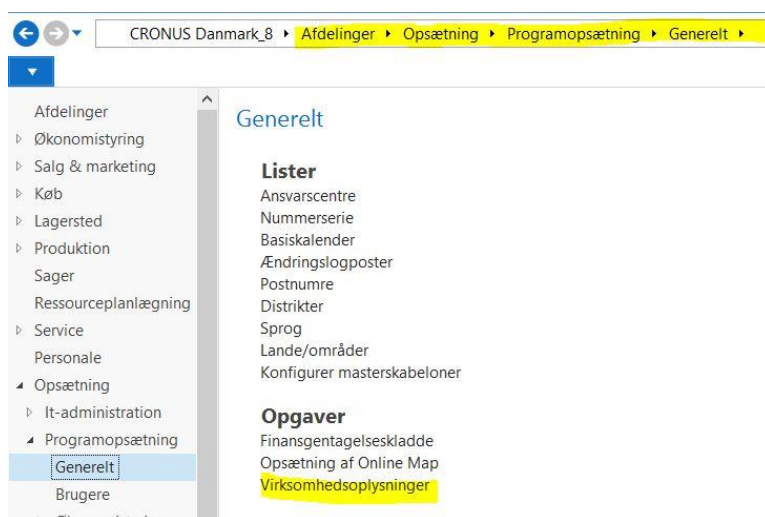 CRONUS Danmark_8 ▸ Afdelinger ▸ Opsætning ▸ Programopsætning ▸ Generelt ▸
Afdelinger
Økonomistyring
Salg & marketing
Køb
Lagersted
Produktion
Sager
Ressourceplanlægning
Service
Personale
Opsætning
It-administration
Programopsætning
Generelt
Brugere
Generelt
Lister
Ansvarscentre
Nummerserie
Basiskalender
Ændringslogposter
Postnumre
Distrikter
Sprog
Lande/områder
Konfigurer masterskabeloner
Opgaver
Finansgentagelseskladde
Opsætning af Online Map
Virksomhedsoplysninger